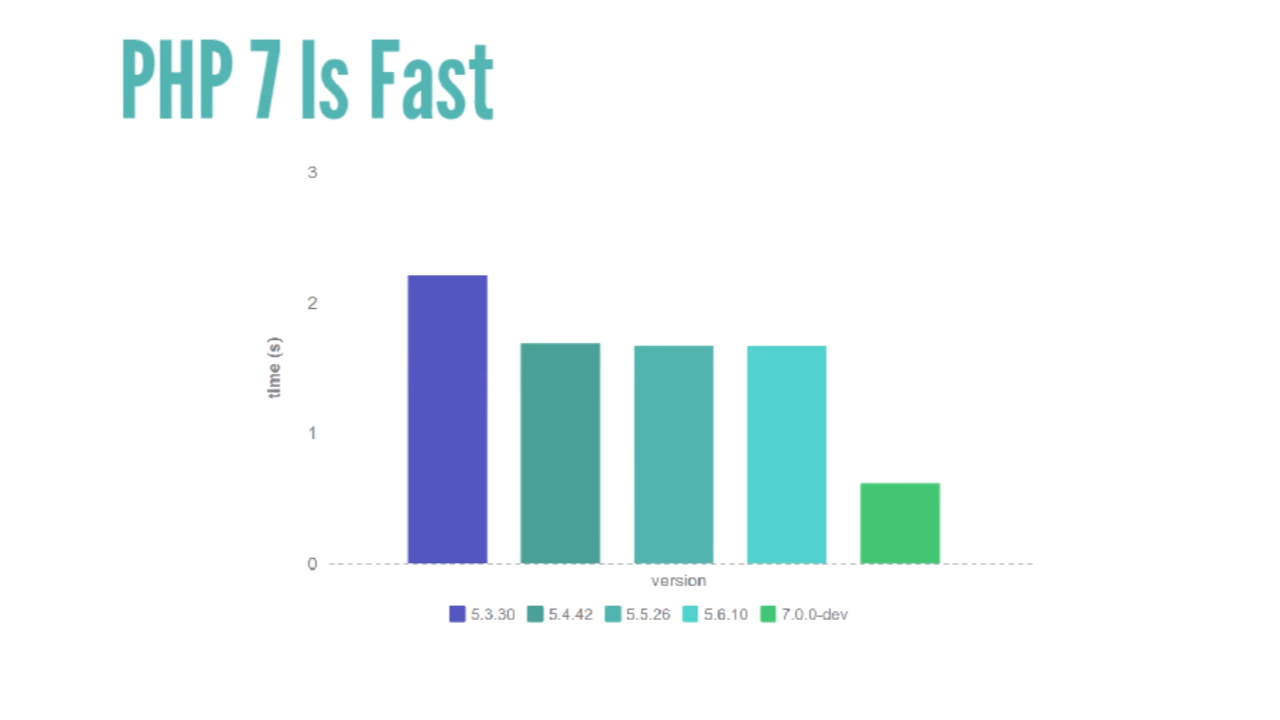 PHP 7 Is Fast
3
2
time (s)
1
0
version
5.3.30 5.4.42 5.5.26 5.6.10 7.0.0-dev